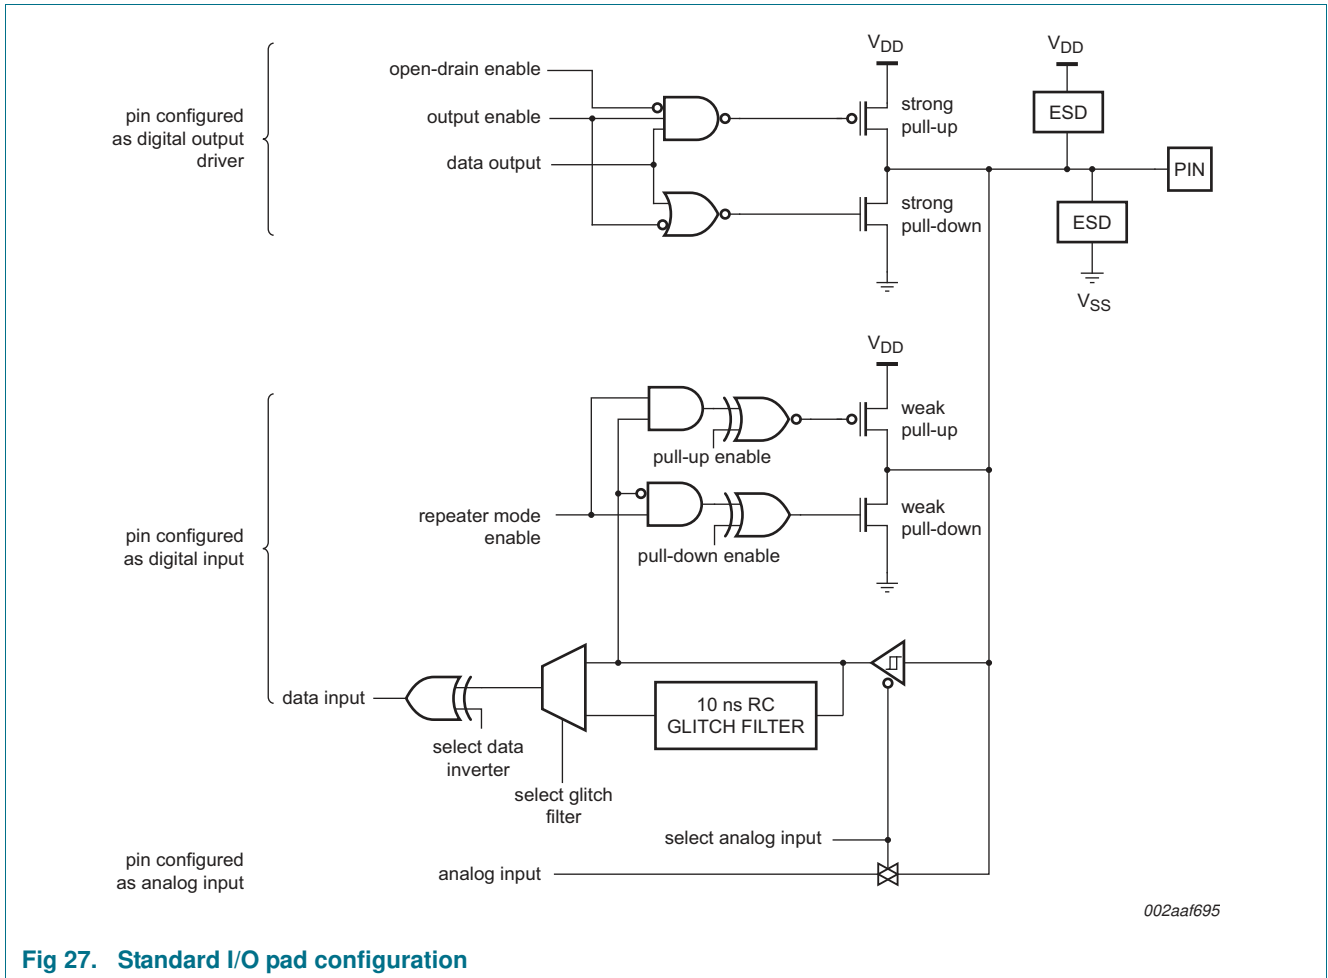 pin configured
as digital output
driver
open-drain enable
output enable
data output
VDD
strong
pull-up
strong
pull-down
VDD
ESD
PIN
ESD
VSS
pin configured
as digital input
VDD
weak
pull-up
pull-up enable
repeater mode
enable
weak
pull-down
pull-down enable
data input
10 ns RC
GLITCH FILTER
select data
inverter
select glitch
filter
select analog input
pin configured
as analog input
analog input
002aaf695
Fig 27. Standard I/O pad configuration